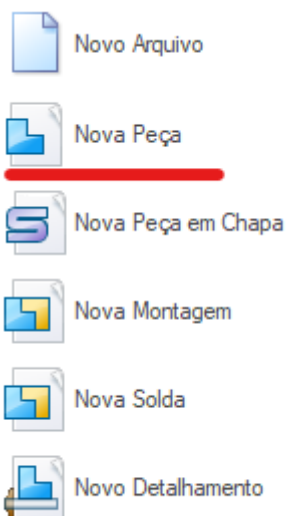 Novo Arquivo
Nova Peça
Nova Peça em Chapa
Nova Montagem
Nova Solda
Novo Detalhamento